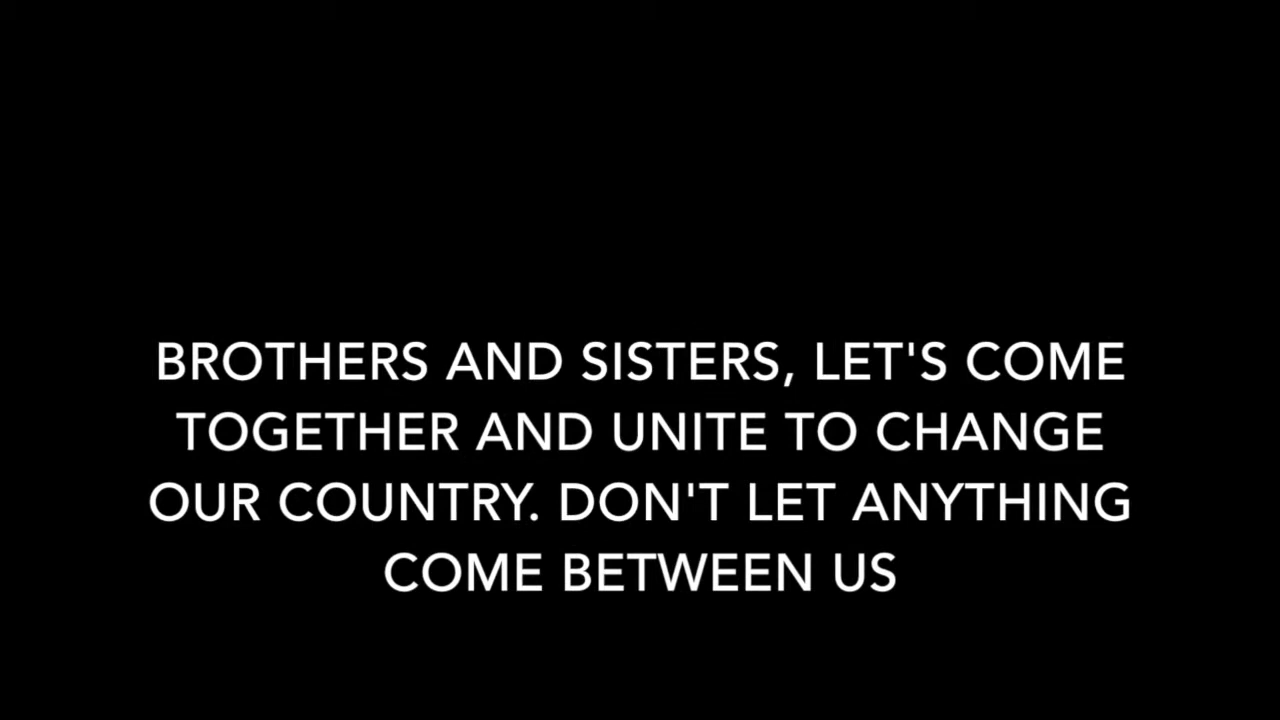 BROTHERS AND SISTERS, LET'S COME
TOGETHER AND UNITE TO CHANGE
OUR COUNTRY. DON'T LET ANYTHING
COME BETWEEN US